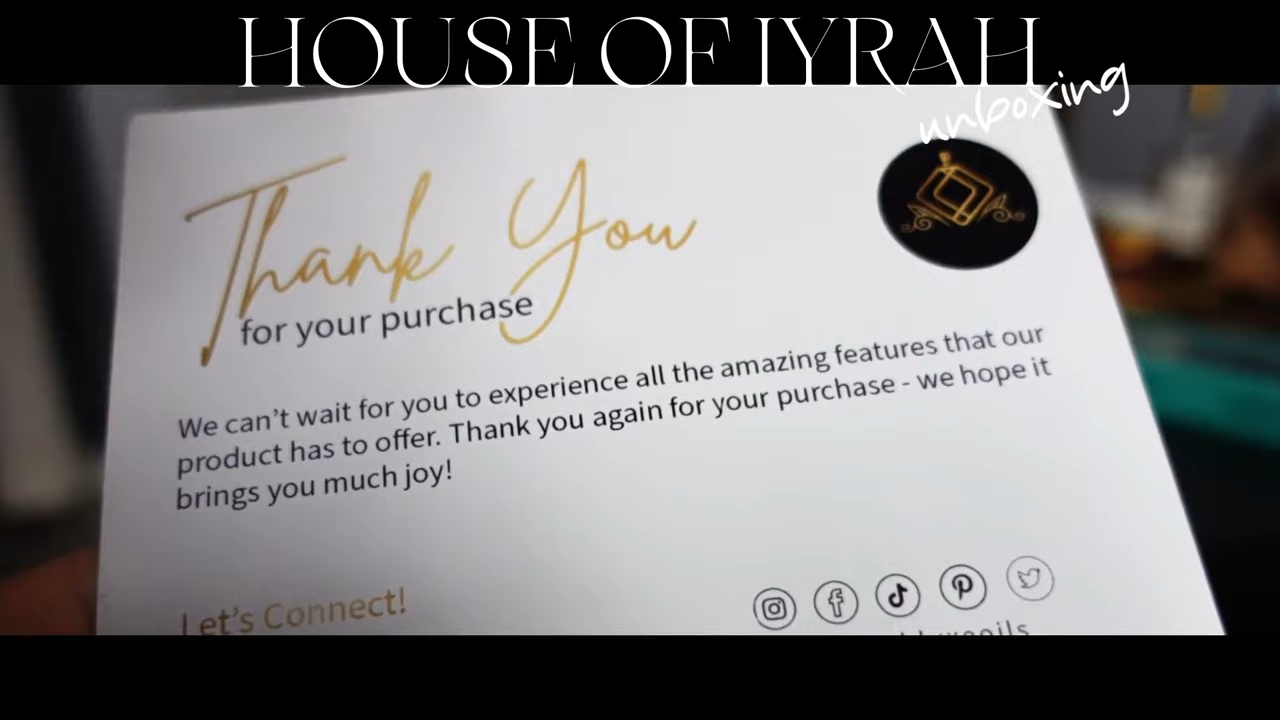 HOUSE OF IYRAH
unboxing
Thank You
for your purchase
We can't wait for you to experience all the amazing features that our
product has to offer. Thank you again for your purchase - we hope it
brings you much joy!
Let's Connect!